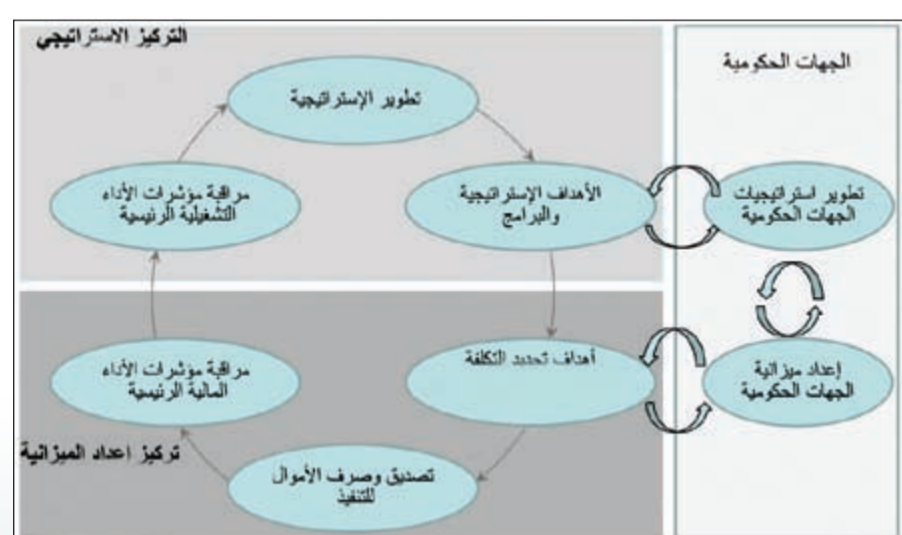 التركيز الاستراتيجي
الجهات الحكومية
تطوير الإستراتيجية
مراقبة مؤشرات الأداء
التشغيلية الرئيسية
الأهداف الإستراتيجية
والبرامج
تطوير استراتيجيات
الجهات الحكومية
مراقبة مؤشرات الأداء
المالية الرئيسية
أهداف تحديد التكلفة
إعداد ميزانية
الجهات الحكومية
تركيز اعداد الميزانية
تصديق وصرف الأموال
للتنفيذ